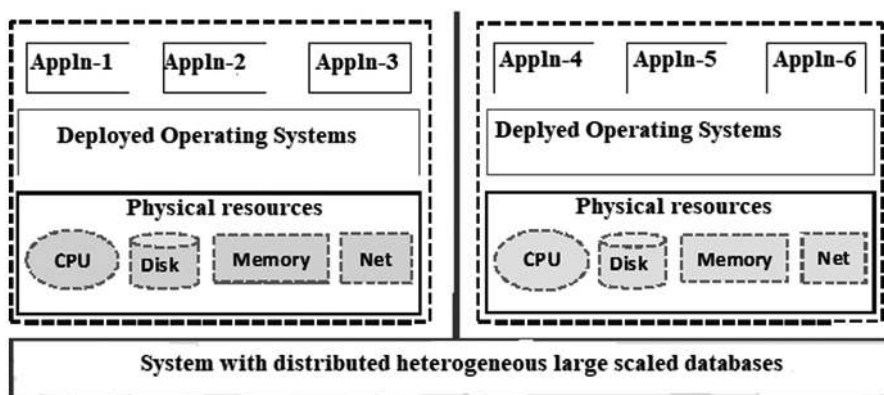 Appln-1
Appln-2
Appln-3
Deployed Operating Systems
Physical resources
CPU
Disk
Memory
Net
Appln-4
Appln-5
Appln-6
Deplyed Operating Systems
Physical resources
CPU
Disk
Memory
Net
System with distributed heterogeneous large scaled databases